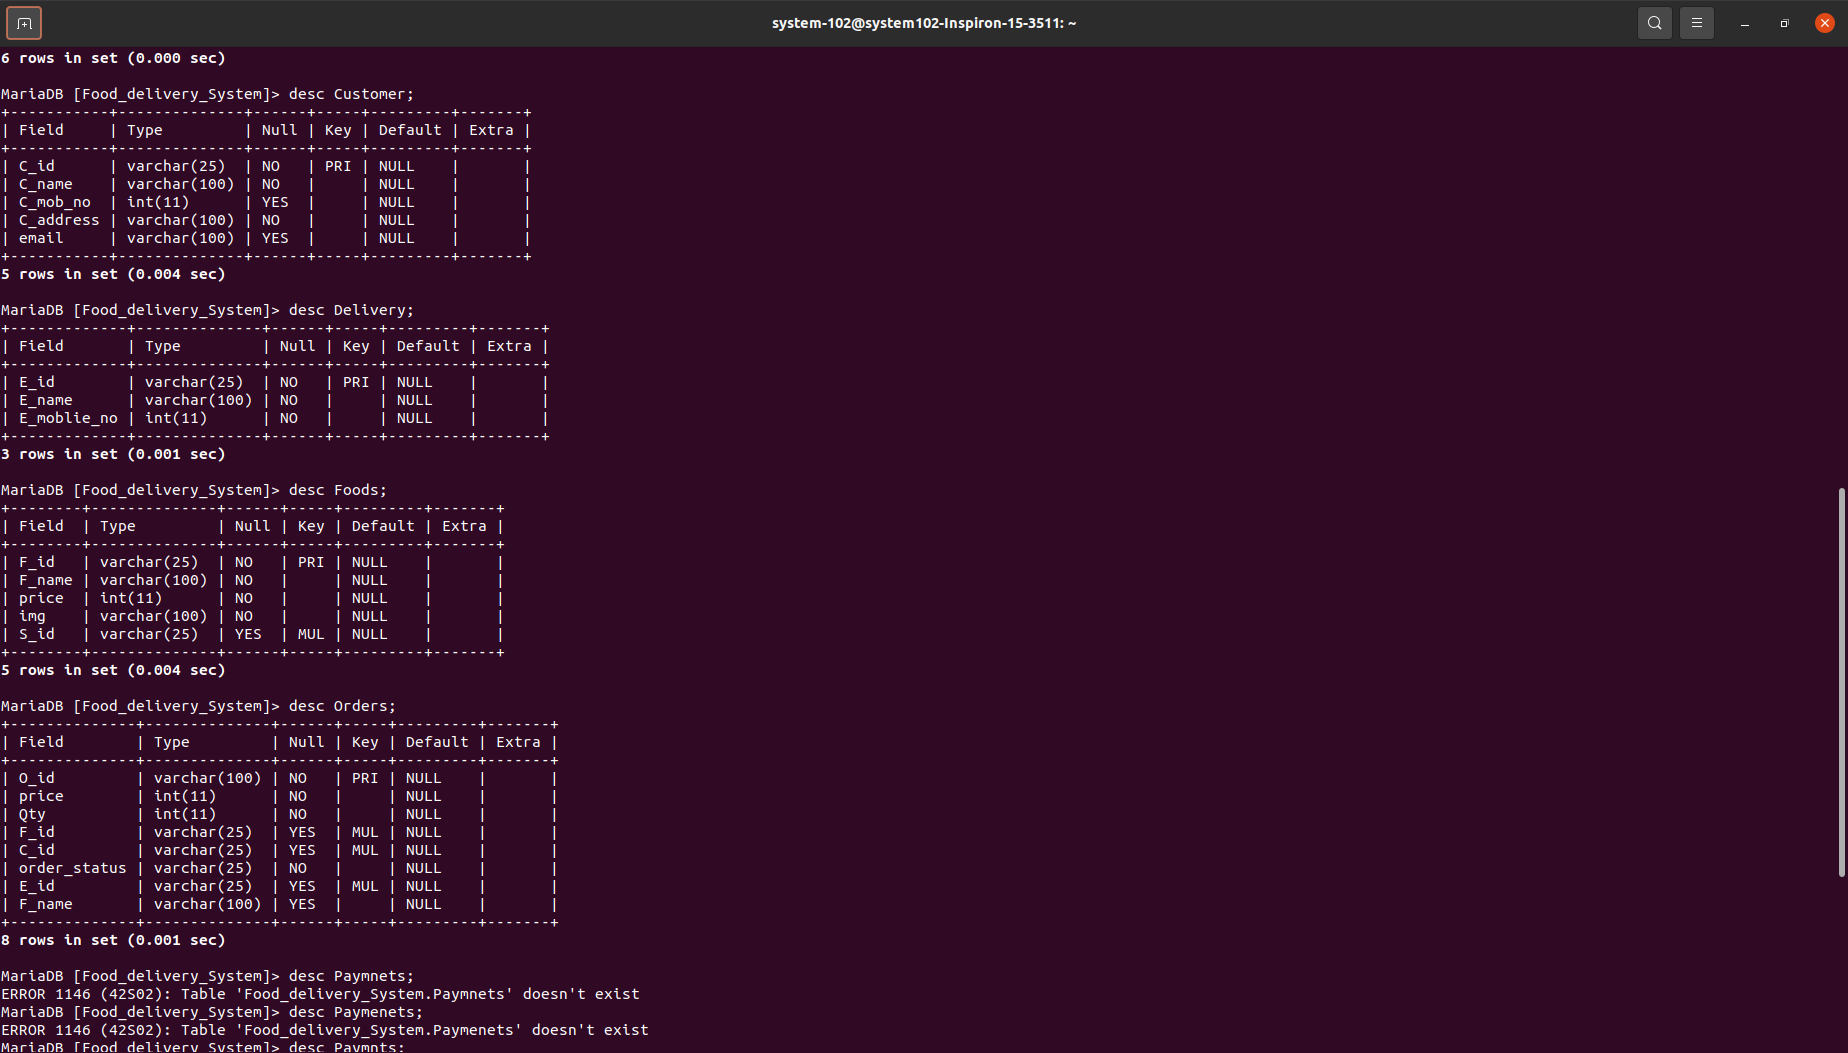 system-102@system102-Inspiron-15-3511: ~
6 rows in set (0.000 sec)
MariaDB [Food_delivery_System]> desc Customer;
+-----------+--------------+------+-----+---------+-------+
| Field     | Type         | Null | Key | Default | Extra |
+-----------+--------------+------+-----+---------+-------+
| C_id      | varchar(25)  | NO   | PRI | NULL    |       |
| C_name    | varchar(100) | NO   |     | NULL    |       |
| C_mob_no  | int(11)      | YES  |     | NULL    |       |
| C_address | varchar(100) | NO   |     | NULL    |       |
| email     | varchar(100) | YES  |     | NULL    |       |
+-----------+--------------+------+-----+---------+-------+
5 rows in set (0.004 sec)
MariaDB [Food_delivery_System]> desc Delivery;
+-------------+--------------+------+-----+---------+-------+
| Field       | Type         | Null | Key | Default | Extra |
+-------------+--------------+------+-----+---------+-------+
| E_id        | varchar(25)  | NO   | PRI | NULL    |       |
| E_name      | varchar(100) | NO   |     | NULL    |       |
| E_moblie_no | int(11)      | NO   |     | NULL    |       |
+-------------+--------------+------+-----+---------+-------+
3 rows in set (0.001 sec)
MariaDB [Food_delivery_System]> desc Foods;
+--------+--------------+------+-----+---------+-------+
| Field  | Type         | Null | Key | Default | Extra |
+--------+--------------+------+-----+---------+-------+
| F_id   | varchar(25)  | NO   | PRI | NULL    |       |
| F_name | varchar(100) | NO   |     | NULL    |       |
| price  | int(11)      | NO   |     | NULL    |       |
| img    | varchar(100) | NO   |     | NULL    |       |
| S_id   | varchar(25)  | YES  | MUL | NULL    |       |
+--------+--------------+------+-----+---------+-------+
5 rows in set (0.004 sec)
MariaDB [Food_delivery_System]> desc Orders;
+--------------+--------------+------+-----+---------+-------+
| Field        | Type         | Null | Key | Default | Extra |
+--------------+--------------+------+-----+---------+-------+
| O_id         | varchar(100) | NO   | PRI | NULL    |       |
| price        | int(11)      | NO   |     | NULL    |       |
| Qty          | int(11)      | NO   |     | NULL    |       |
| F_id         | varchar(25)  | YES  | MUL | NULL    |       |
| C_id         | varchar(25)  | YES  | MUL | NULL    |       |
| order_status | varchar(25)  | NO   |     | NULL    |       |
| E_id         | varchar(25)  | YES  | MUL | NULL    |       |
| F_name       | varchar(100) | YES  |     | NULL    |       |
+--------------+--------------+------+-----+---------+-------+
8 rows in set (0.001 sec)
MariaDB [Food_delivery_System]> desc Paymnets;
ERROR 1146 (42S02): Table 'Food_delivery_System.Paymnets' doesn't exist
MariaDB [Food_delivery_System]> desc Paymenets;
ERROR 1146 (42S02): Table 'Food_delivery_System.Paymenets' doesn't exist
MariaDB [Food_delivery_System]> desc Paymnts;